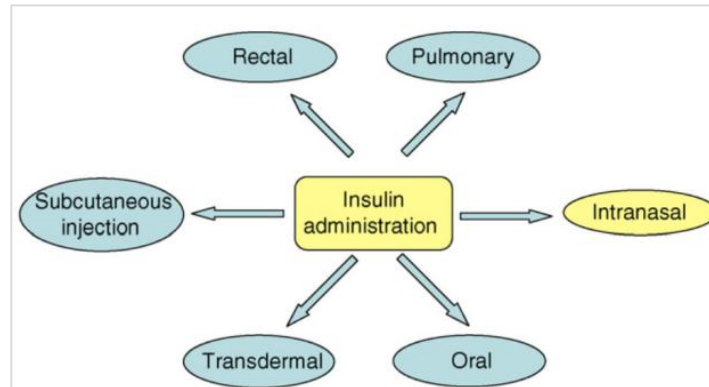 Rectal
Pulmonary
Subcutaneous
injection
Insulin
administration
Intranasal
Transdermal
Oral